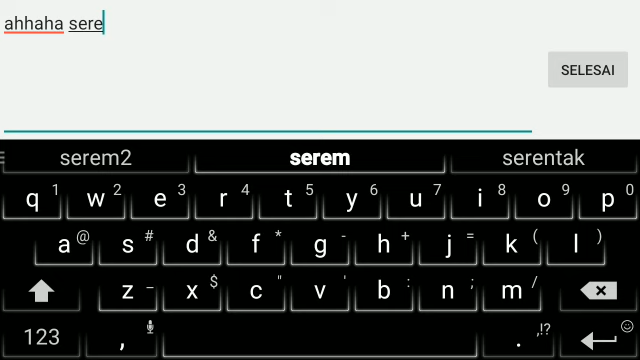 ahhaha sere
SELESAI
serem2 serem serentak
q 1 w 2 e 3 r 4 t 5 y 6 u 7 i 8 o 9 p 0
a @ s # d & f * g - h + j = k ( l )
z _ x $ c " v ' b : n ; m /
123 , . ,!?